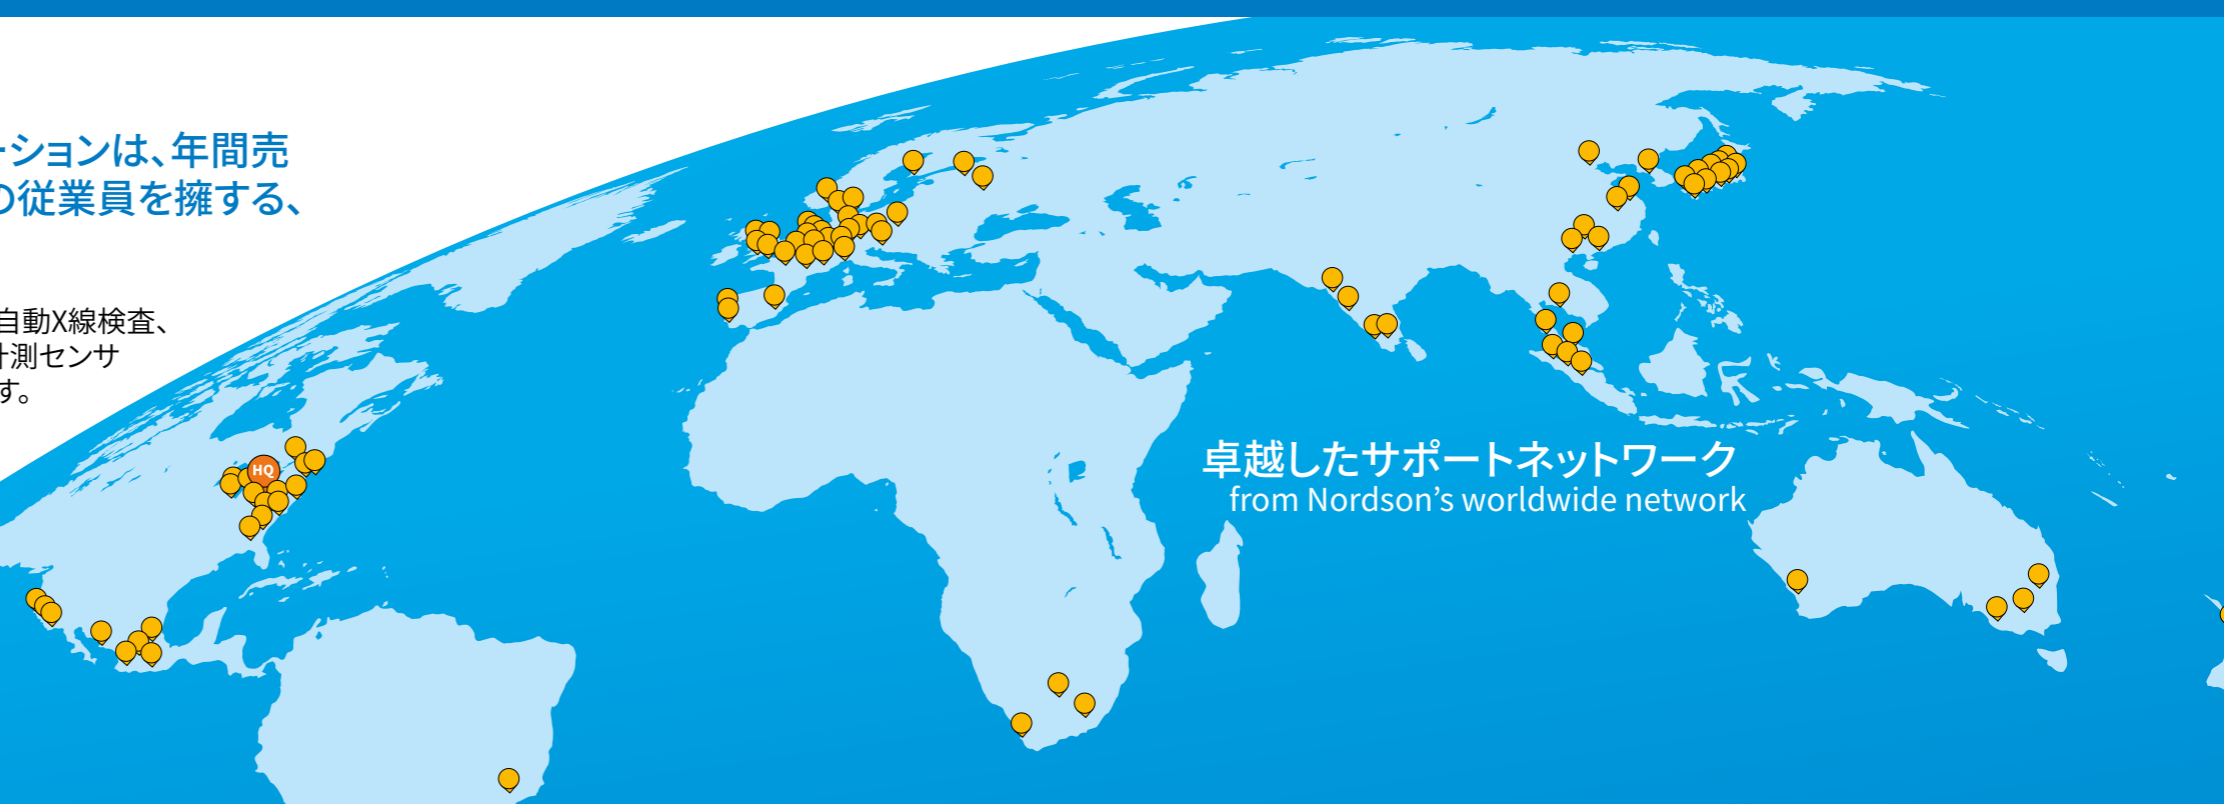 ーションは、年間売
の従業員を擁する、
自動X線検査、
計測センサ
す。
HQ
卓越したサポートネットワーク
from Nordson’s worldwide network